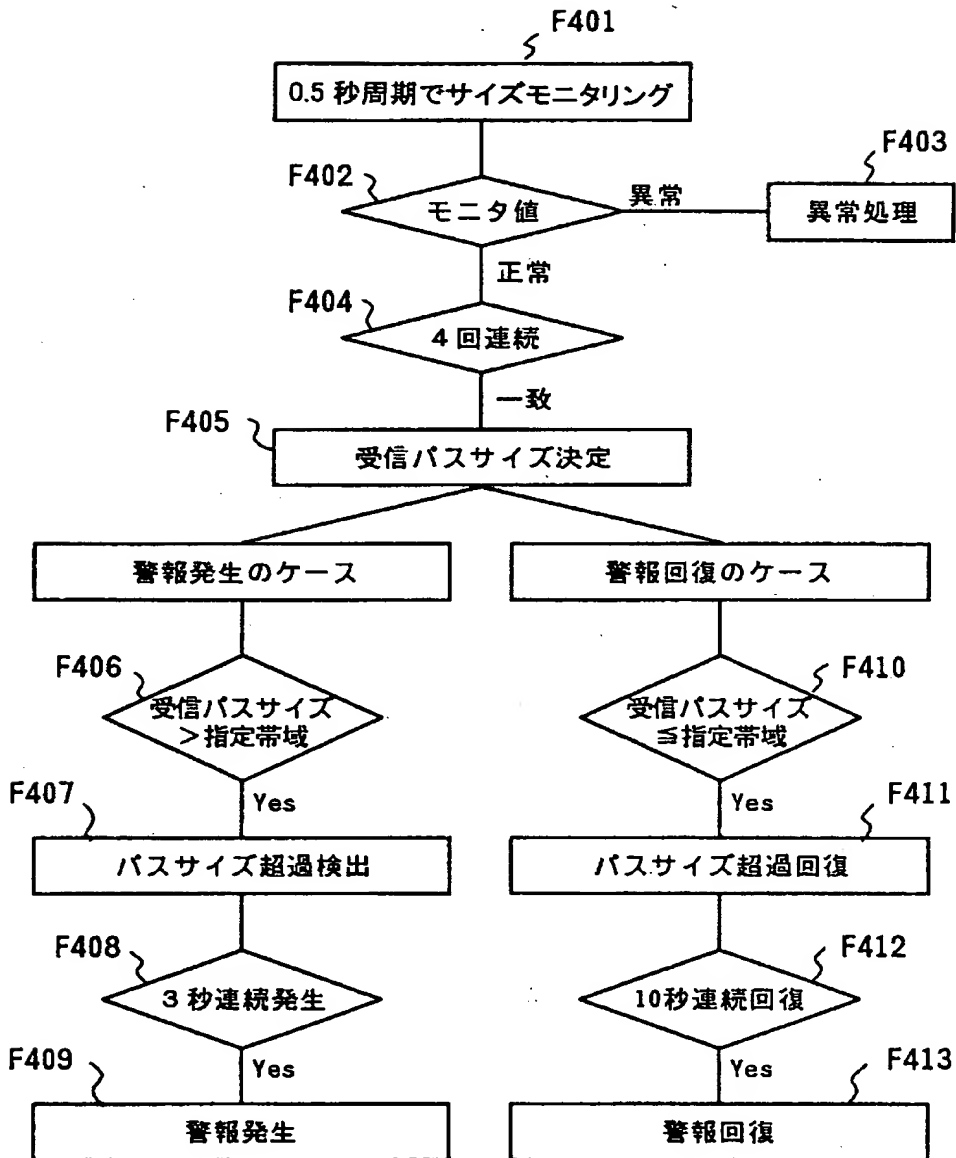 F401
0.5秒周期でサイズモニタリング
F402
モニタ値
異常
F403
異常処理
正常
F404
4回連続
一致
F405
受信パスサイズ決定
警報発生のケース
警報回復のケース
F406
受信パスサイズ
>指定帯域
F410
受信パスサイズ
≦指定帯域
Yes
Yes
F407
パスサイズ超過検出
F411
パスサイズ超過回復
F408
3秒連続発生
F412
10秒連続回復
Yes
Yes
F409
警報発生
F413
警報回復